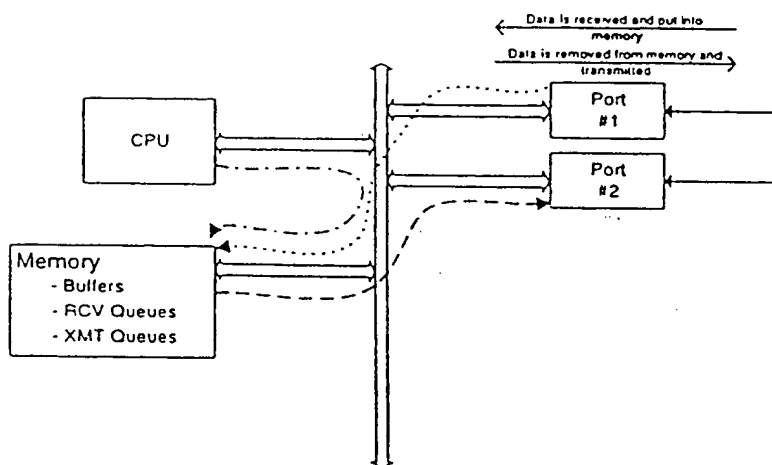 Data is received and put into
memory
Data is removed from memory and
transmitted
Port
#1
CPU
Port
#2
Memory
- Buffers
- RCV Queues
- XMT Queues